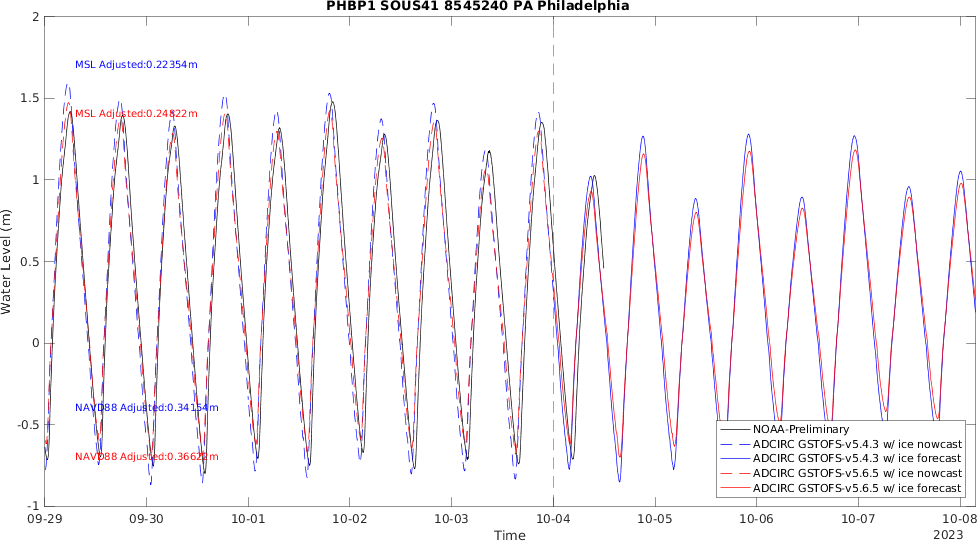 PHBP1 SOUS41 8545240 PA Philadelphia
2
1.5
1
0.5
0
-0.5
-1
Water Level (m)
MSL Adjusted:0.22354m
MSL Adjusted:0.24822m
NAVD88 Adjusted:0.34154m
NAVD88 Adjusted:0.36622m
NOAA-Preliminary
ADCIRC GSTOFS-v5.4.3 w/ ice nowcast
ADCIRC GSTOFS-v5.4.3 w/ ice forecast
ADCIRC GSTOFS-v5.6.5 w/ ice nowcast
ADCIRC GSTOFS-v5.6.5 w/ ice forecast
09-29 09-30 10-01 10-02 10-03 10-04 10-05 10-06 10-07 10-08
Time
2023